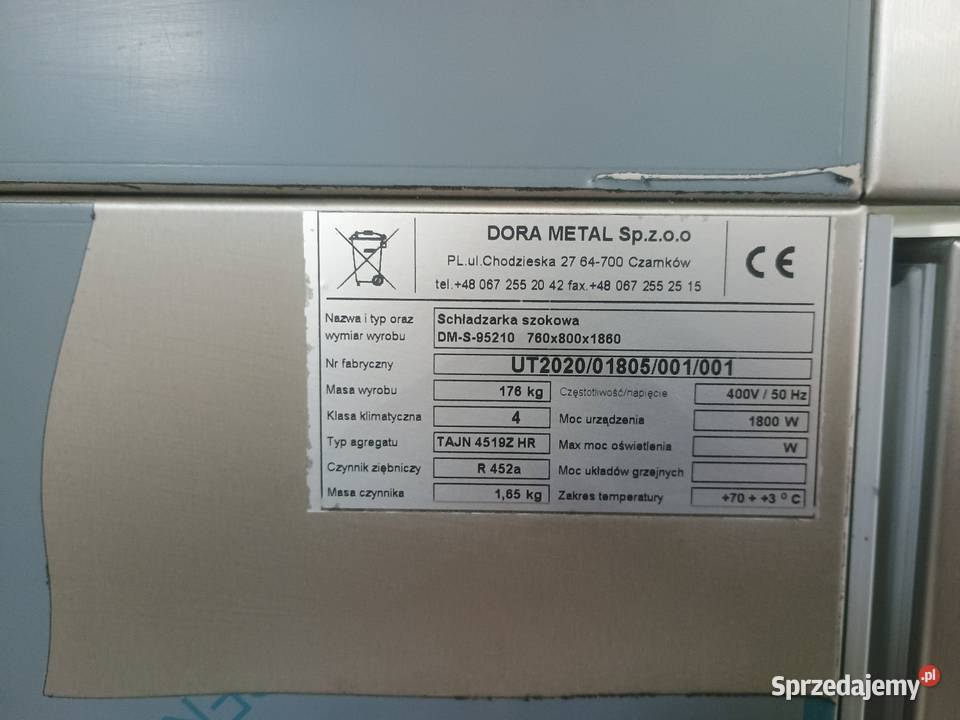 DORA METAL Sp.z.o.o
PL.ul.Chodzieska 27 64-700 Czarnków
tel.+48 067 255 20 42 fax.+48 067 255 25 15
CE
Nazwa i typ oraz wymiar wyrobu
Schładzarka szokowa
DM-S-95210 760x800x1860
Nr fabryczny UT2020/01805/001/001
Masa wyrobu 176 kg Częstotliwość/napięcie 400V / 50 Hz
Klasa klimatyczna 4 Moc urządzenia 1800 W
Typ agregatu TAJN 4519Z HR Max moc oświetlenia W
Czynnik ziębniczy R 452a Moc układów grzejnych
Masa czynnika 1,65 kg Zakres temperatury +70 ÷ +3 ° C
Sprzedajemy.pl